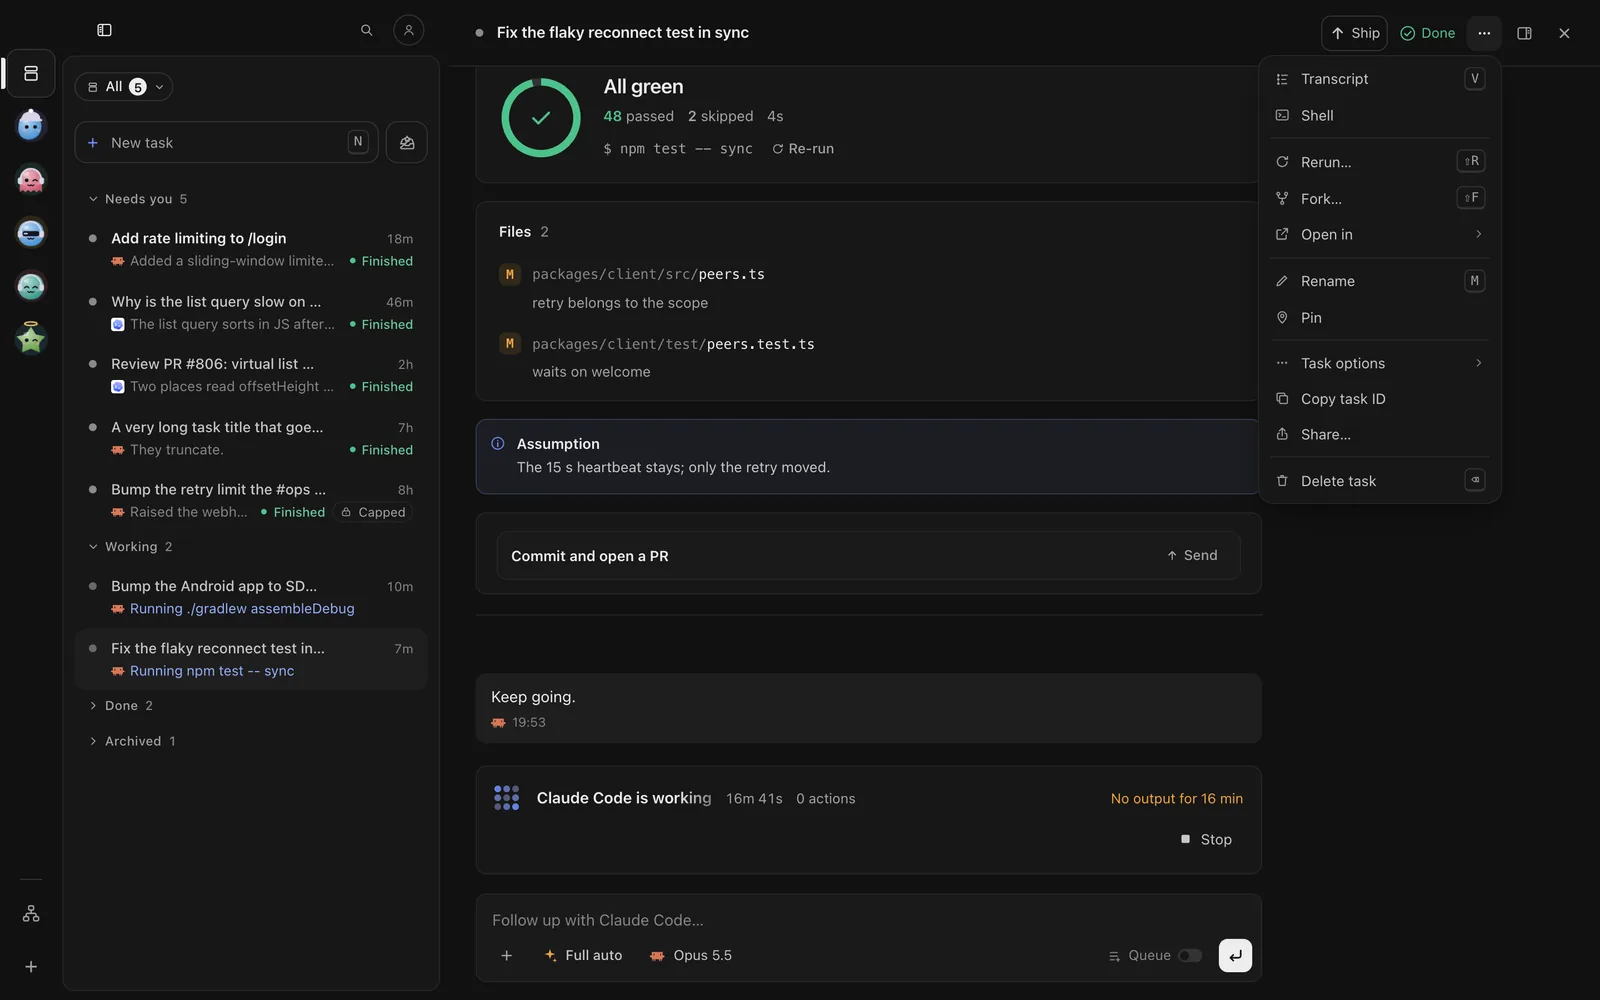 All 5
New task N
Needs you 5
Add rate limiting to /login 18m
Added a sliding-window limite... Finished
Why is the list query slow on ... 46m
The list query sorts in JS after... Finished
Review PR #806: virtual list ... 2h
Two places read offsetHeight ... Finished
A very long task title that goe... 7h
They truncate. Finished
Bump the retry limit the #ops ... 8h
Raised the webh... Finished Capped
Working 2
Bump the Android app to SD... 10m
Running ./gradlew assembleDebug
Fix the flaky reconnect test in... 7m
Running npm test -- sync
Done 2
Archived 1
Fix the flaky reconnect test in sync
Ship Done
All green
48 passed 2 skipped 4s
$ npm test -- sync Re-run
Files 2
M packages/client/src/peers.ts
retry belongs to the scope
M packages/client/test/peers.test.ts
waits on welcome
Assumption
The 15 s heartbeat stays; only the retry moved.
Commit and open a PR Send
Keep going.
19:53
Claude Code is working 16m 41s 0 actions No output for 16 min
Stop
Follow up with Claude Code...
Full auto Opus 5.5 Queue
Transcript V
Shell
Rerun... ⇧R
Fork... ⇧F
Open in
Rename M
Pin
Task options
Copy task ID
Share...
Delete task ⌫